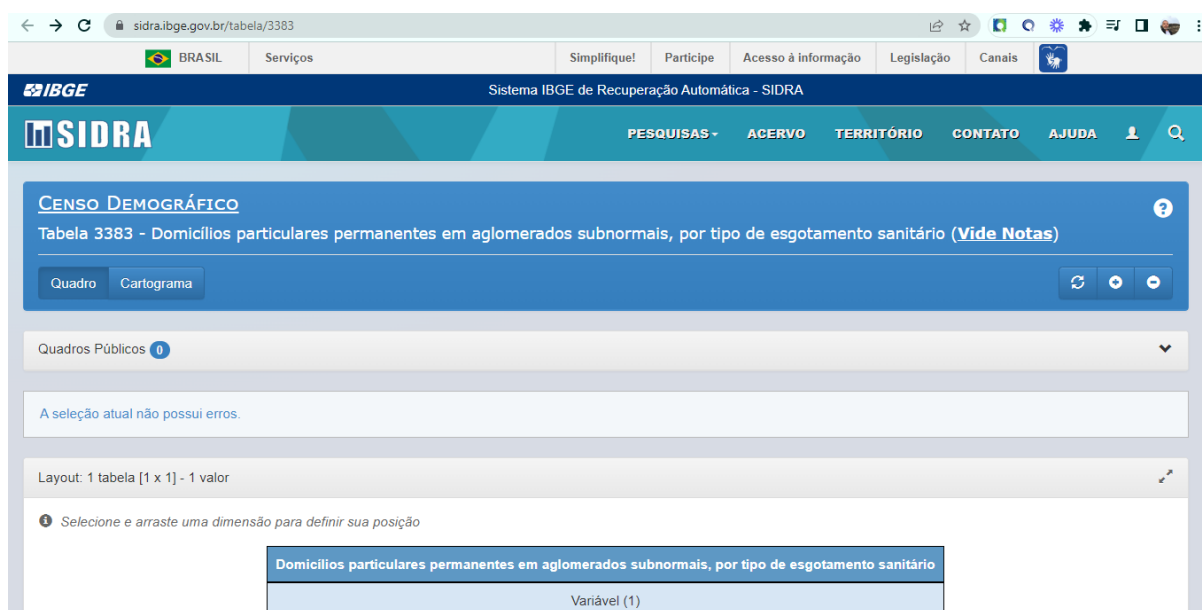 sidra.ibge.gov.br/tabela/3383
BRASIL Serviços Simplifique! Participe Acesso à informação Legislação Canais
IBGE Sistema IBGE de Recuperação Automática - SIDRA
SIDRA PESQUISAS ACERVO TERRITÓRIO CONTATO AJUDA
CENSO DEMOGRÁFICO
Tabela 3383 - Domicílios particulares permanentes em aglomerados subnormais, por tipo de esgotamento sanitário (Vide Notas)
Quadro Cartograma
Quadros Públicos 0
A seleção atual não possui erros.
Layout: 1 tabela [1 x 1] - 1 valor
Selecione e arraste uma dimensão para definir sua posição
Domicílios particulares permanentes em aglomerados subnormais, por tipo de esgotamento sanitário
Variável (1)